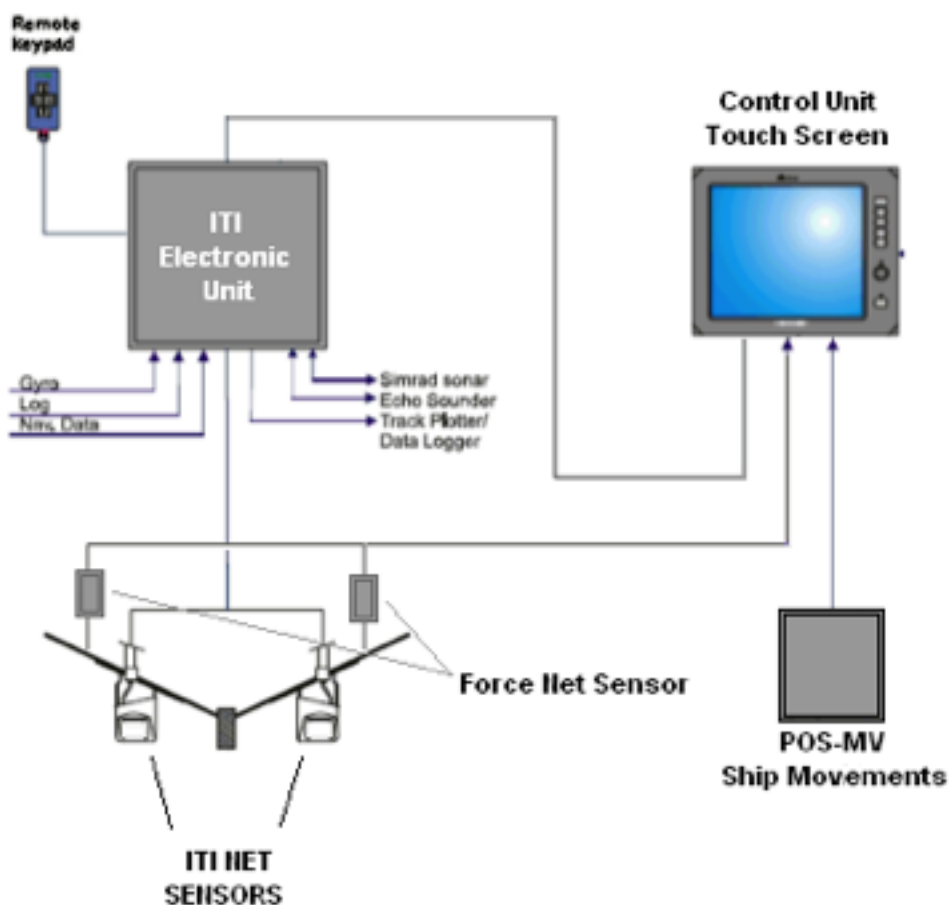 Remote
keypad
Control Unit
Touch Screen
ITI
Electronic
Unit
Gyro
Log
Data
Simrad sonar
Echo Sounder
Track Plotter/
Data Logger
Force Net Sensor
POS-MV
Ship Movements
ITI NET
SENSORS